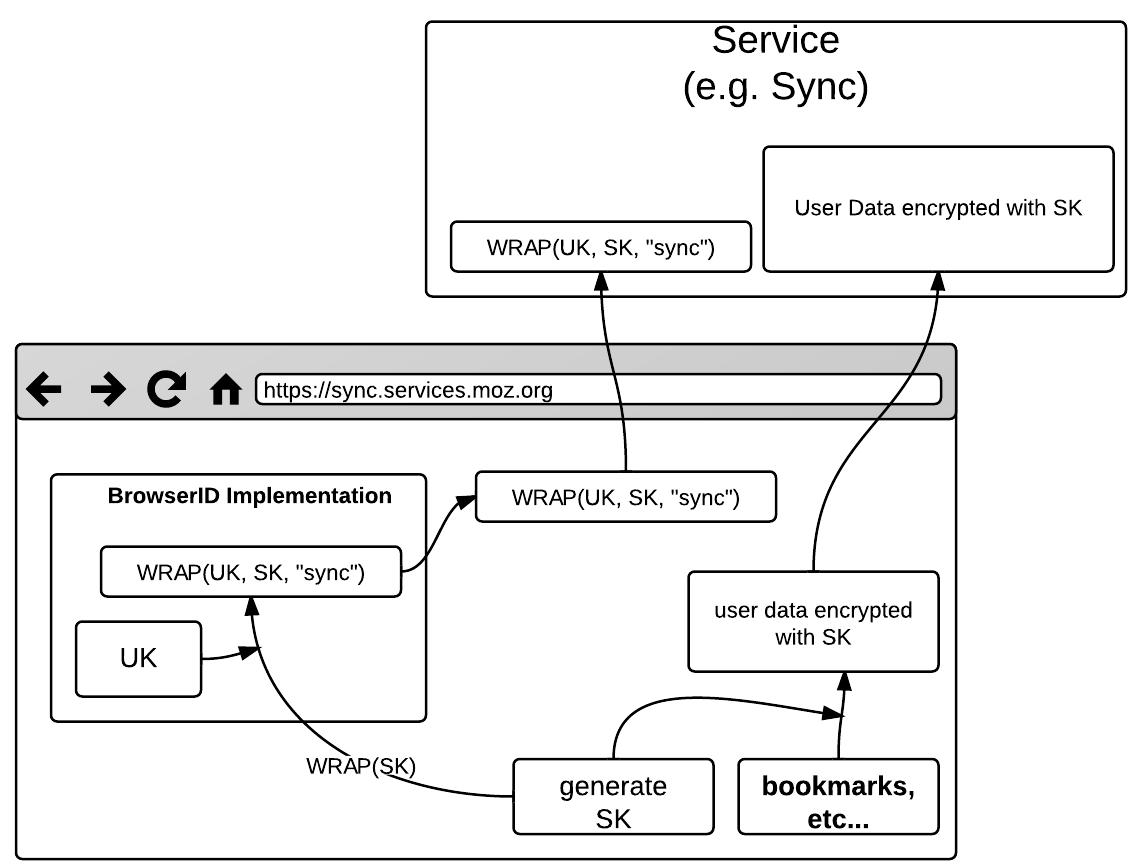 Service
(e.g. Sync)
User Data encrypted with SK
WRAP(UK, SK, "sync")
https://sync.services.moz.org
BrowserID Implementation
WRAP(UK, SK, "sync")
WRAP(UK, SK, "sync")
user data encrypted
with SK
UK
WRAP(SK)
generate
SK
bookmarks,
etc...